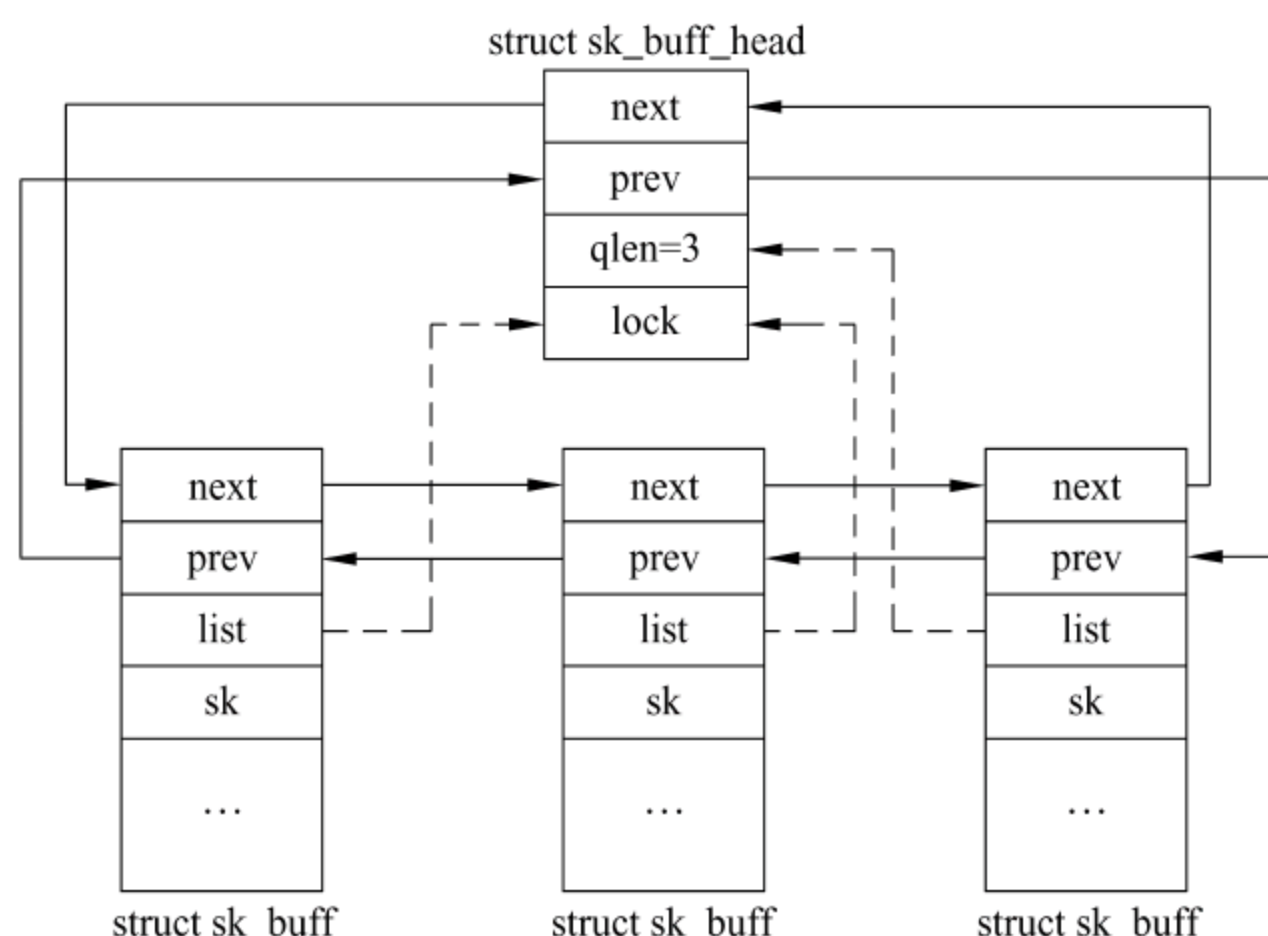 struct sk_buff_head
next
prev
qlen=3
lock
next
prev
list
sk
…
struct sk_buff
next
prev
list
sk
…
struct sk_buff
next
prev
list
sk
…
struct sk_buff